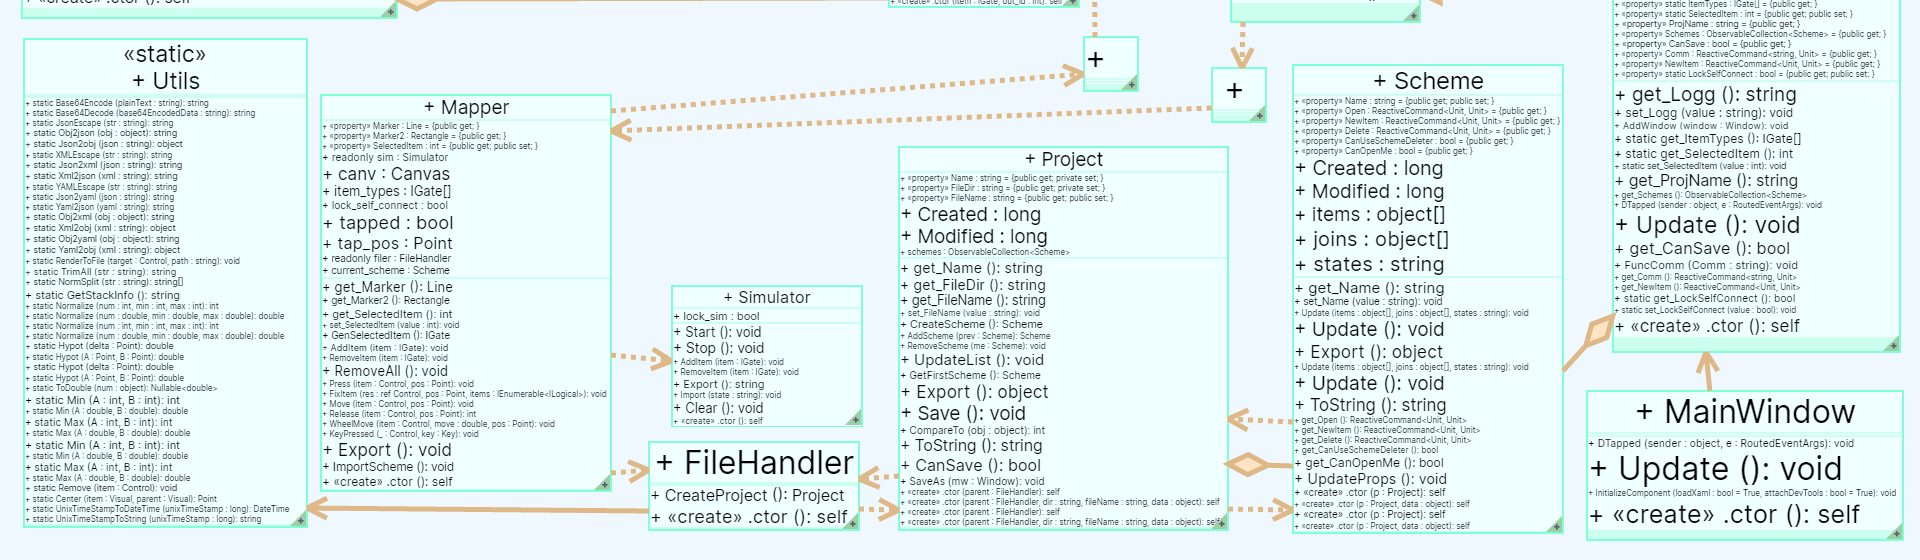 + «create» .ctor (): self
+ «create» .ctor (item : IGate, out_id : int): self
«static»
+ Utils
+ static Base64Encode (plainText : string): string
+ static Base64Decode (base64EncodedData : string): string
+ static JsonEscape (str : string): string
+ static Obj2json (obj : object): string
+ static Json2obj (json : string): object
+ static XMLEscape (str : string): string
+ static Json2xml (json : string): string
+ static Xml2json (xml : string): string
+ static YAMLEscape (str : string): string
+ static Json2yaml (json : string): string
+ static Yaml2json (yaml : string): string
+ static Obj2xml (obj : object): string
+ static Xml2obj (xml : string): object
+ static Obj2yaml (obj : object): string
+ static Yaml2obj (xml : string): object
+ static RenderToFile (target : Control, path : string): void
+ static TrimAll (str : string): string
+ static NormSplit (str : string): string[]
+ static GetStackInfo (): string
+ static Normalize (num : int, min : int, max : int): int
+ static Normalize (num : double, min : double, max : double): double
+ static Normalize (num : int, min : int, max : int): int
+ static Normalize (num : double, min : double, max : double): double
+ static Hypot (delta : Point): double
+ static Hypot (A : Point, B : Point): double
+ static Hypot (delta : Point): double
+ static Hypot (A : Point, B : Point): double
+ static ToDouble (num : object): Nullable<double>
+ static Min (A : int, B : int): int
+ static Min (A : double, B : double): double
+ static Max (A : int, B : int): int
+ static Max (A : double, B : double): double
+ static Min (A : int, B : int): int
+ static Min (A : double, B : double): double
+ static Max (A : int, B : int): int
+ static Max (A : double, B : double): double
+ static Remove (item : Control): void
+ static Center (item : Visual, parent : Visual): Point
+ static UnixTimeStampToDateTime (unixTimeStamp : long): DateTime
+ static UnixTimeStampToString (unixTimeStamp : long): string
+ Mapper
+ «property» Marker : Line = {public get; }
+ «property» Marker2 : Rectangle = {public get; }
+ «property» SelectedItem : int = {public get; public set; }
+ readonly sim : Simulator
+ canv : Canvas
+ item_types : IGate[]
+ lock_self_connect : bool
+ tapped : bool
+ tap_pos : Point
+ readonly filer : FileHandler
+ current_scheme : Scheme
+ get_Marker (): Line
+ get_Marker2 (): Rectangle
+ get_SelectedItem (): int
+ set_SelectedItem (value : int): void
+ GenSelectedItem (): IGate
+ AddItem (item : IGate): void
+ RemoveItem (item : IGate): void
+ RemoveAll (): void
+ Press (item : Control, pos : Point): void
+ FixItem (res : ref Control, pos : Point, items : IEnumerable<ILogical>): void
+ Move (item : Control, pos : Point): void
+ Release (item : Control, pos : Point): int
+ WheelMove (item : Control, move : double, pos : Point): void
+ KeyPressed (_ : Control, key : Key): void
+ Export (): void
+ ImportScheme (): void
+ «create» .ctor (): self
+ Simulator
+ lock_sim : bool
+ Start (): void
+ Stop (): void
+ AddItem (item : IGate): void
+ RemoveItem (item : IGate): void
+ Export (): string
+ Import (state : string): void
+ Clear (): void
+ «create» .ctor (): self
+ FileHandler
+ CreateProject (): Project
+ «create» .ctor (): self
+
+
+ Project
+ «property» Name : string = {public get; private set; }
+ «property» FileDir : string = {public get; private set; }
+ «property» FileName : string = {public get; public set; }
+ Created : long
+ Modified : long
+ schemes : ObservableCollection<Scheme>
+ get_Name (): string
+ get_FileDir (): string
+ get_FileName (): string
+ set_FileName (value : string): void
+ CreateScheme (): Scheme
+ AddScheme (prev : Scheme): Scheme
+ RemoveScheme (me : Scheme): void
+ UpdateList (): void
+ GetFirstScheme (): Scheme
+ Export (): object
+ Save (): void
+ CompareTo (obj : object): int
+ ToString (): string
+ CanSave (): bool
+ SaveAs (mw : Window): void
+ «create» .ctor (parent : FileHandler): self
+ «create» .ctor (parent : FileHandler, dir : string, fileName : string, data : object): self
+ «create» .ctor (parent : FileHandler): self
+ «create» .ctor (parent : FileHandler, dir : string, fileName : string, data : object): self
+ Scheme
+ «property» Name : string = {public get; public set; }
+ «property» Open : ReactiveCommand<Unit, Unit> = {public get; }
+ «property» NewItem : ReactiveCommand<Unit, Unit> = {public get; }
+ «property» Delete : ReactiveCommand<Unit, Unit> = {public get; }
+ «property» CanUseSchemeDeleter : bool = {public get; }
+ «property» CanOpenMe : bool = {public get; }
+ Created : long
+ Modified : long
+ items : object[]
+ joins : object[]
+ states : string
+ get_Name (): string
+ set_Name (value : string): void
+ Update (items : object[], joins : object[], states : string): void
+ Update (): void
+ Export (): object
+ Update (items : object[], joins : object[], states : string): void
+ Update (): void
+ ToString (): string
+ get_Open (): ReactiveCommand<Unit, Unit>
+ get_NewItem (): ReactiveCommand<Unit, Unit>
+ get_Delete (): ReactiveCommand<Unit, Unit>
+ get_CanUseSchemeDeleter (): bool
+ get_CanOpenMe (): bool
+ UpdateProps (): void
+ «create» .ctor (p : Project): self
+ «create» .ctor (p : Project, data : object): self
+ «create» .ctor (p : Project): self
+ «create» .ctor (p : Project, data : object): self
+ «property» static ItemTypes : IGate[] = {public get; }
+ «property» static SelectedItem : int = {public get; public set; }
+ «property» ProjName : string = {public get; }
+ «property» Schemes : ObservableCollection<Scheme> = {public get; }
+ «property» CanSave : bool = {public get; }
+ «property» Comm : ReactiveCommand<string, Unit> = {public get; }
+ «property» NewItem : ReactiveCommand<Unit, Unit> = {public get; }
+ «property» static LockSelfConnect : bool = {public get; public set; }
+ get_Logg (): string
+ set_Logg (value : string): void
+ AddWindow (window : Window): void
+ static get_ItemTypes (): IGate[]
+ static get_SelectedItem (): int
+ static set_SelectedItem (value : int): void
+ get_ProjName (): string
+ get_Schemes (): ObservableCollection<Scheme>
+ DTapped (sender : object, e : RoutedEventArgs): void
+ Update (): void
+ get_CanSave (): bool
+ FuncComm (Comm : string): void
+ get_Comm (): ReactiveCommand<string, Unit>
+ get_NewItem (): ReactiveCommand<Unit, Unit>
+ static get_LockSelfConnect (): bool
+ static set_LockSelfConnect (value : bool): void
+ «create» .ctor (): self
+ MainWindow
+ DTapped (sender : object, e : RoutedEventArgs): void
+ Update (): void
+ InitializeComponent (loadXaml : bool = True, attachDevTools : bool = True): void
+ «create» .ctor (): self